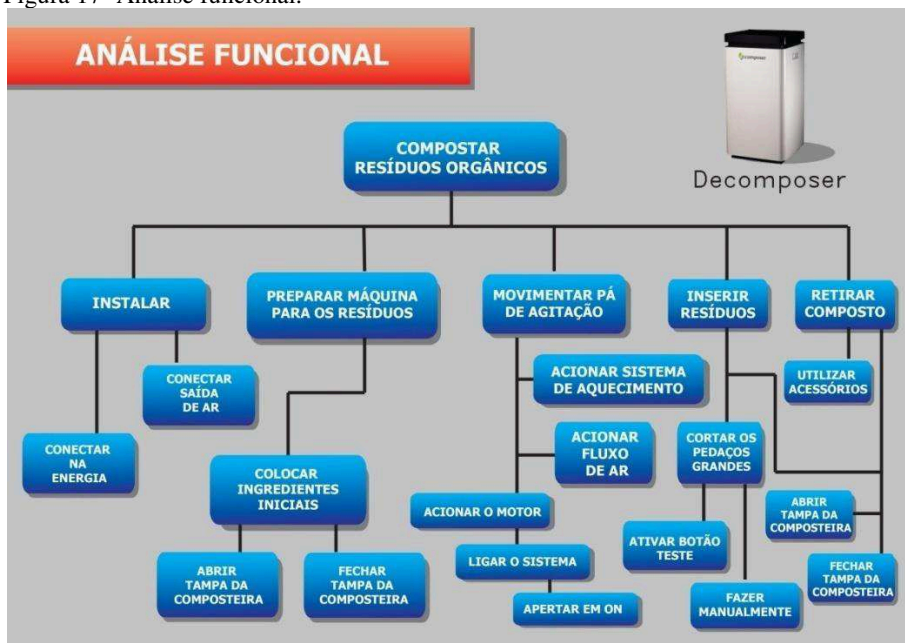 Figura 17- Análise funcional.
ANÁLISE FUNCIONAL
Decomposer
COMPOSTAR
RESÍDUOS ORGÂNICOS
INSTALAR
PREPARAR MÁQUINA
PARA OS RESÍDUOS
MOVIMENTAR PÁ
DE AGITAÇÃO
INSERIR
RESÍDUOS
RETIRAR
COMPOSTO
CONECTAR
SAÍDA
DE AR
ACIONAR SISTEMA
DE AQUECIMENTO
UTILIZAR
ACESSÓRIOS
CONECTAR
NA
ENERGIA
COLOCAR
INGREDIENTES
INICIAIS
ACIONAR
FLUXO
DE AR
CORTAR OS
PEDAÇOS
GRANDES
ACIONAR O MOTOR
ABRIR
TAMPA DA
COMPOSTEIRA
ATIVAR BOTÃO
TESTE
LIGAR O SISTEMA
ABRIR
TAMPA DA
COMPOSTEIRA
FECHAR
TAMPA DA
COMPOSTEIRA
FECHAR
TAMPA DA
COMPOSTEIRA
APERTAR EM ON
FAZER
MANUALMENTE